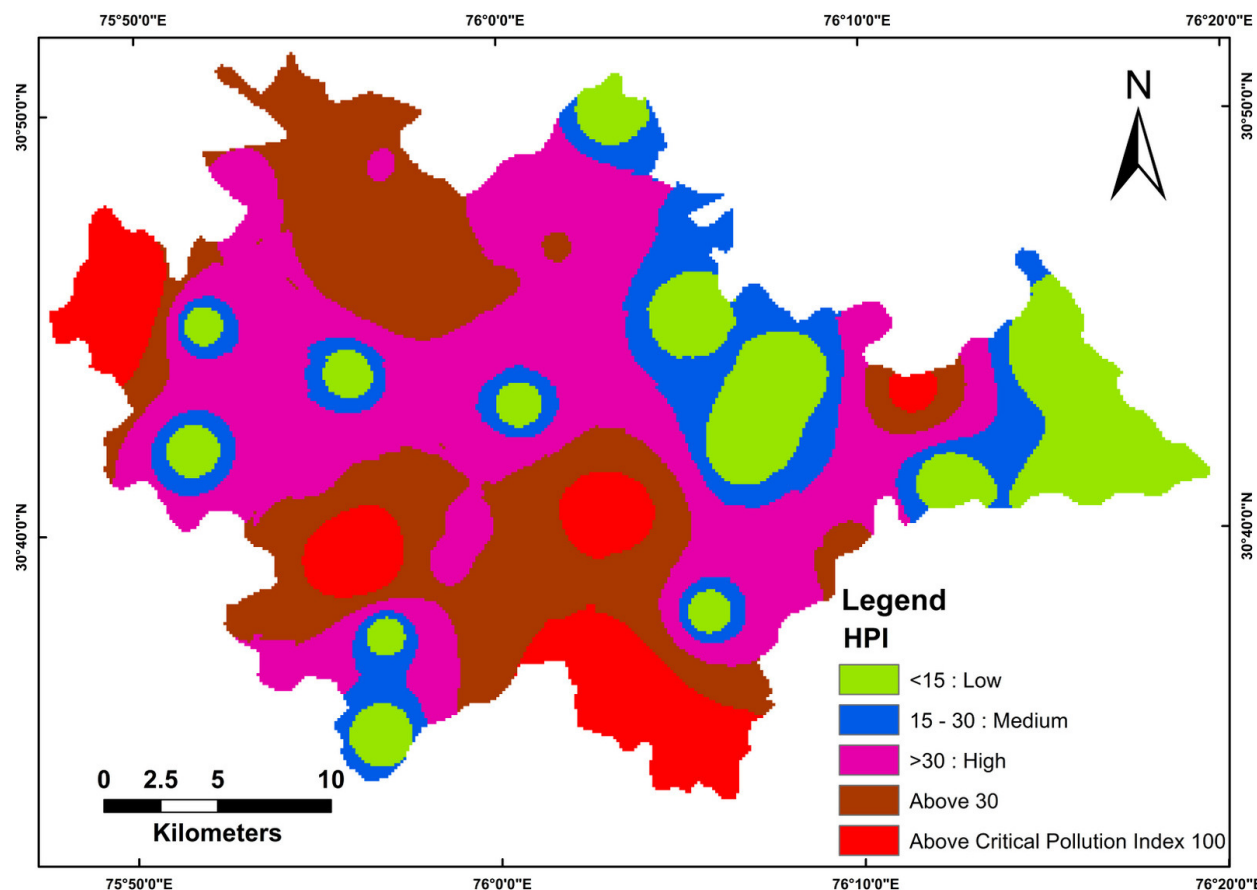 75°50'0"E 76°0'0"E 76°10'0"E 76°20'0"E
30°50'0"N 30°50'0"N
N
30°40'0"N 30°40'0"N
Legend
HPI
<15 : Low
15 - 30 : Medium
>30 : High
Above 30
Above Critical Pollution Index 100
0 2.5 5 10
Kilometers
75°50'0"E 76°0'0"E 76°10'0"E 76°20'0"E